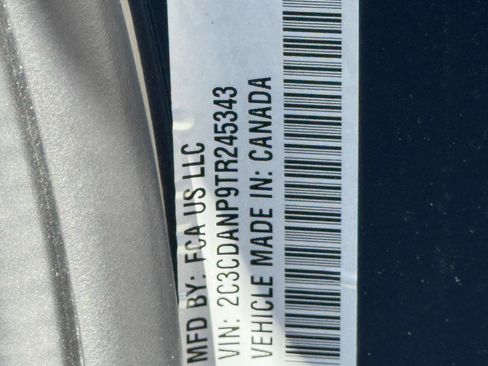 MFD BY: FCA US LLC
VIN: 2C3CDANP9TR245343
VEHICLE MADE IN: CANADA